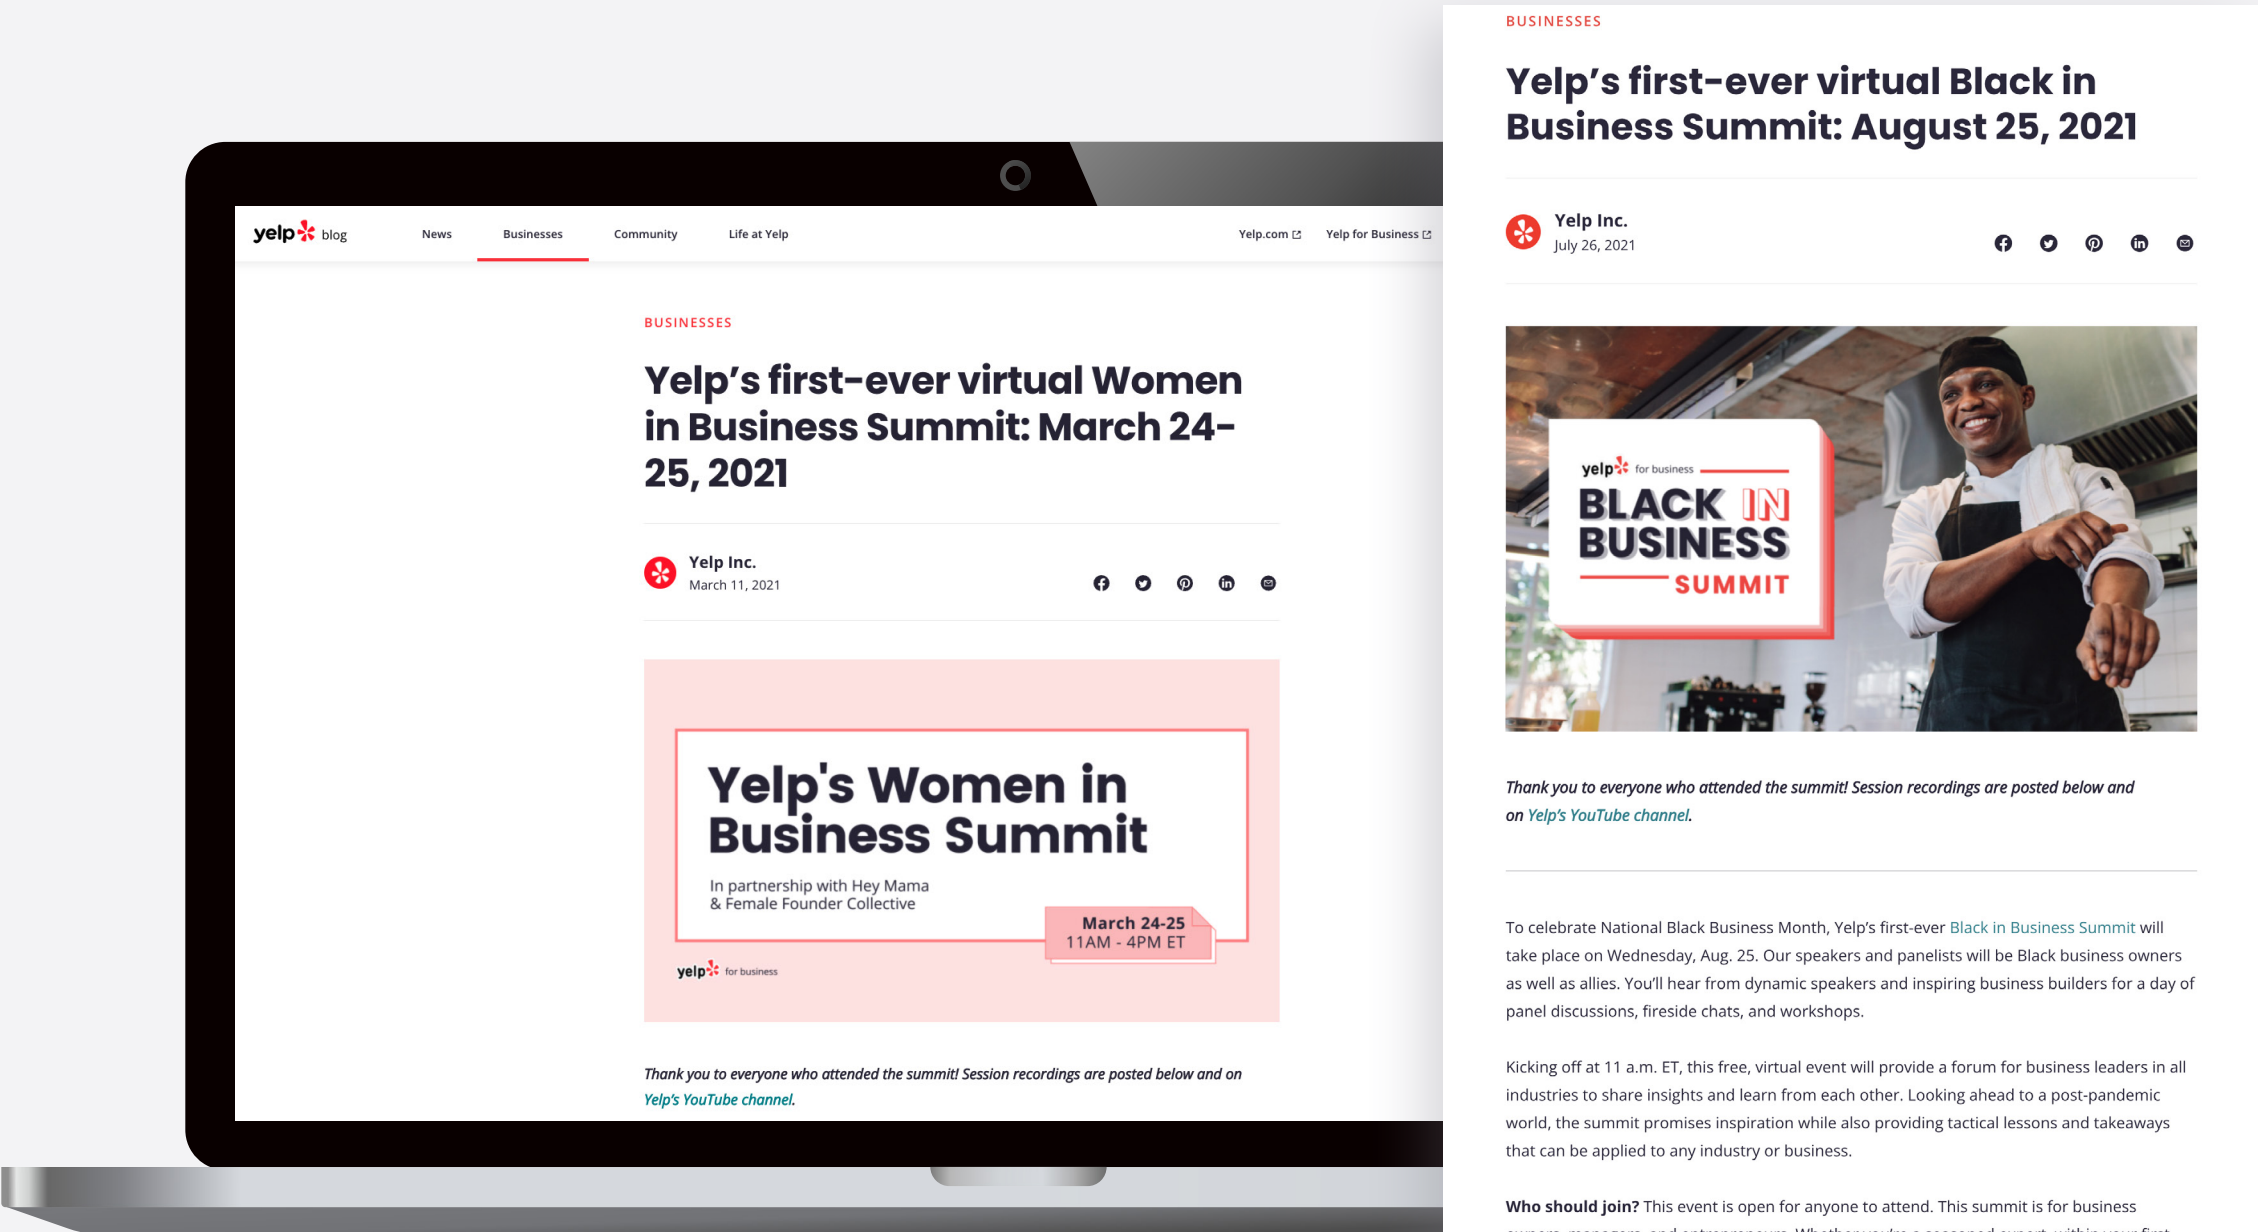 yelp blog
News
Businesses
Community
Life at Yelp
Yelp.com
Yelp for Business
BUSINESSES
Yelp’s first-ever virtual Women
in Business Summit: March 24-
25, 2021
Yelp Inc.
March 11, 2021
Yelp's Women in
Business Summit
In partnership with Hey Mama
& Female Founder Collective
March 24-25
11AM - 4PM ET
yelp for business
Thank you to everyone who attended the summit! Session recordings are posted below and on
Yelp’s YouTube channel.
BUSINESSES
Yelp’s first-ever virtual Black in
Business Summit: August 25, 2021
Yelp Inc.
July 26, 2021
yelp for business
BLACK IN
BUSINESS
SUMMIT
Thank you to everyone who attended the summit! Session recordings are posted below and
on Yelp’s YouTube channel.
To celebrate National Black Business Month, Yelp’s first-ever Black in Business Summit will
take place on Wednesday, Aug. 25. Our speakers and panelists will be Black business owners
as well as allies. You’ll hear from dynamic speakers and inspiring business builders for a day of
panel discussions, fireside chats, and workshops.
Kicking off at 11 a.m. ET, this free, virtual event will provide a forum for business leaders in all
industries to share insights and learn from each other. Looking ahead to a post-pandemic
world, the summit promises inspiration while also providing tactical lessons and takeaways
that can be applied to any industry or business.
Who should join? This event is open for anyone to attend. This summit is for business